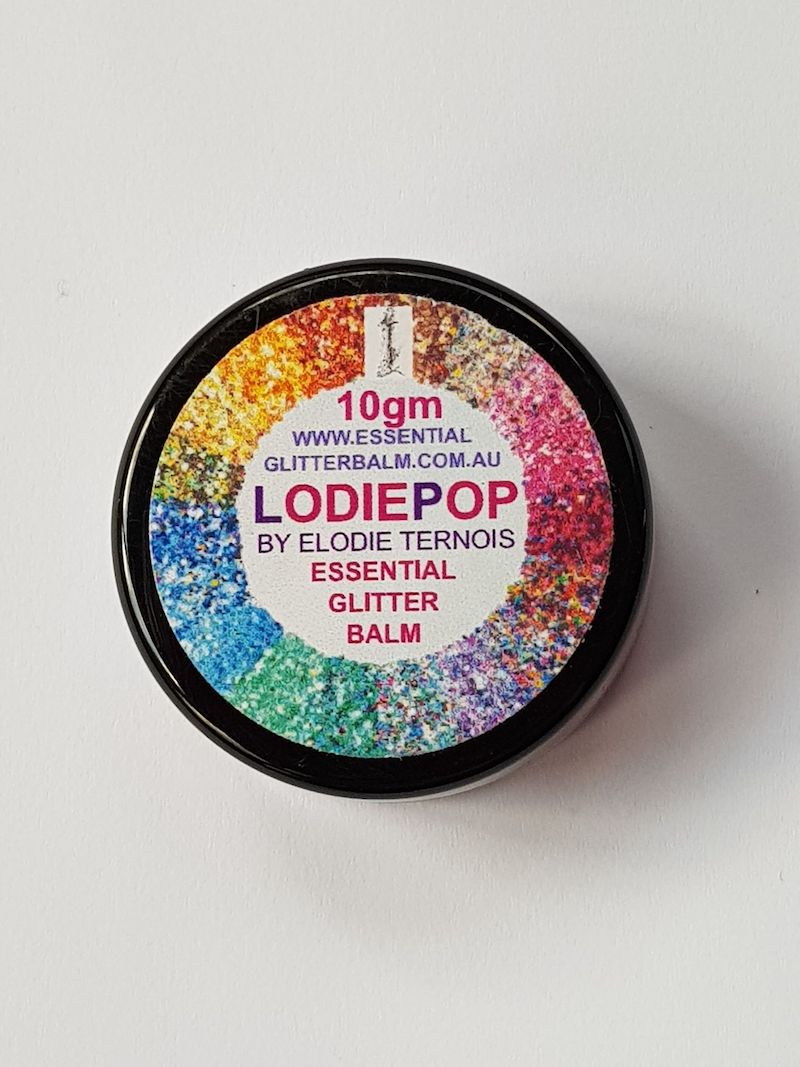 10gm
WWW.ESSENTIAL
GLITTERBALM.COM.AU
LODIEPOP
BY ELODIE TERNOIS
ESSENTIAL
GLITTER
BALM